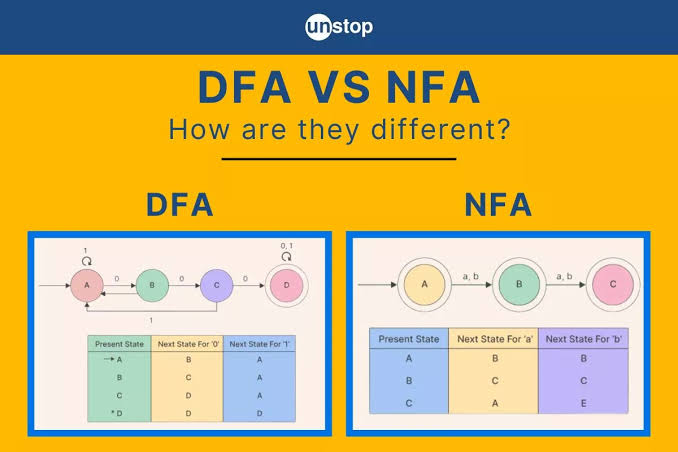 unstop
DFA VS NFA
How are they different?
DFA
NFA
1
0, 1
A 0 B 0 C 0 D
1
Present State Next State For '0' Next State For '1'
→ A B A
B C A
C D A
* D D D
A a, b B a, b C
Present State Next State For 'a' Next State For 'b'
A B B
B C C
C A E